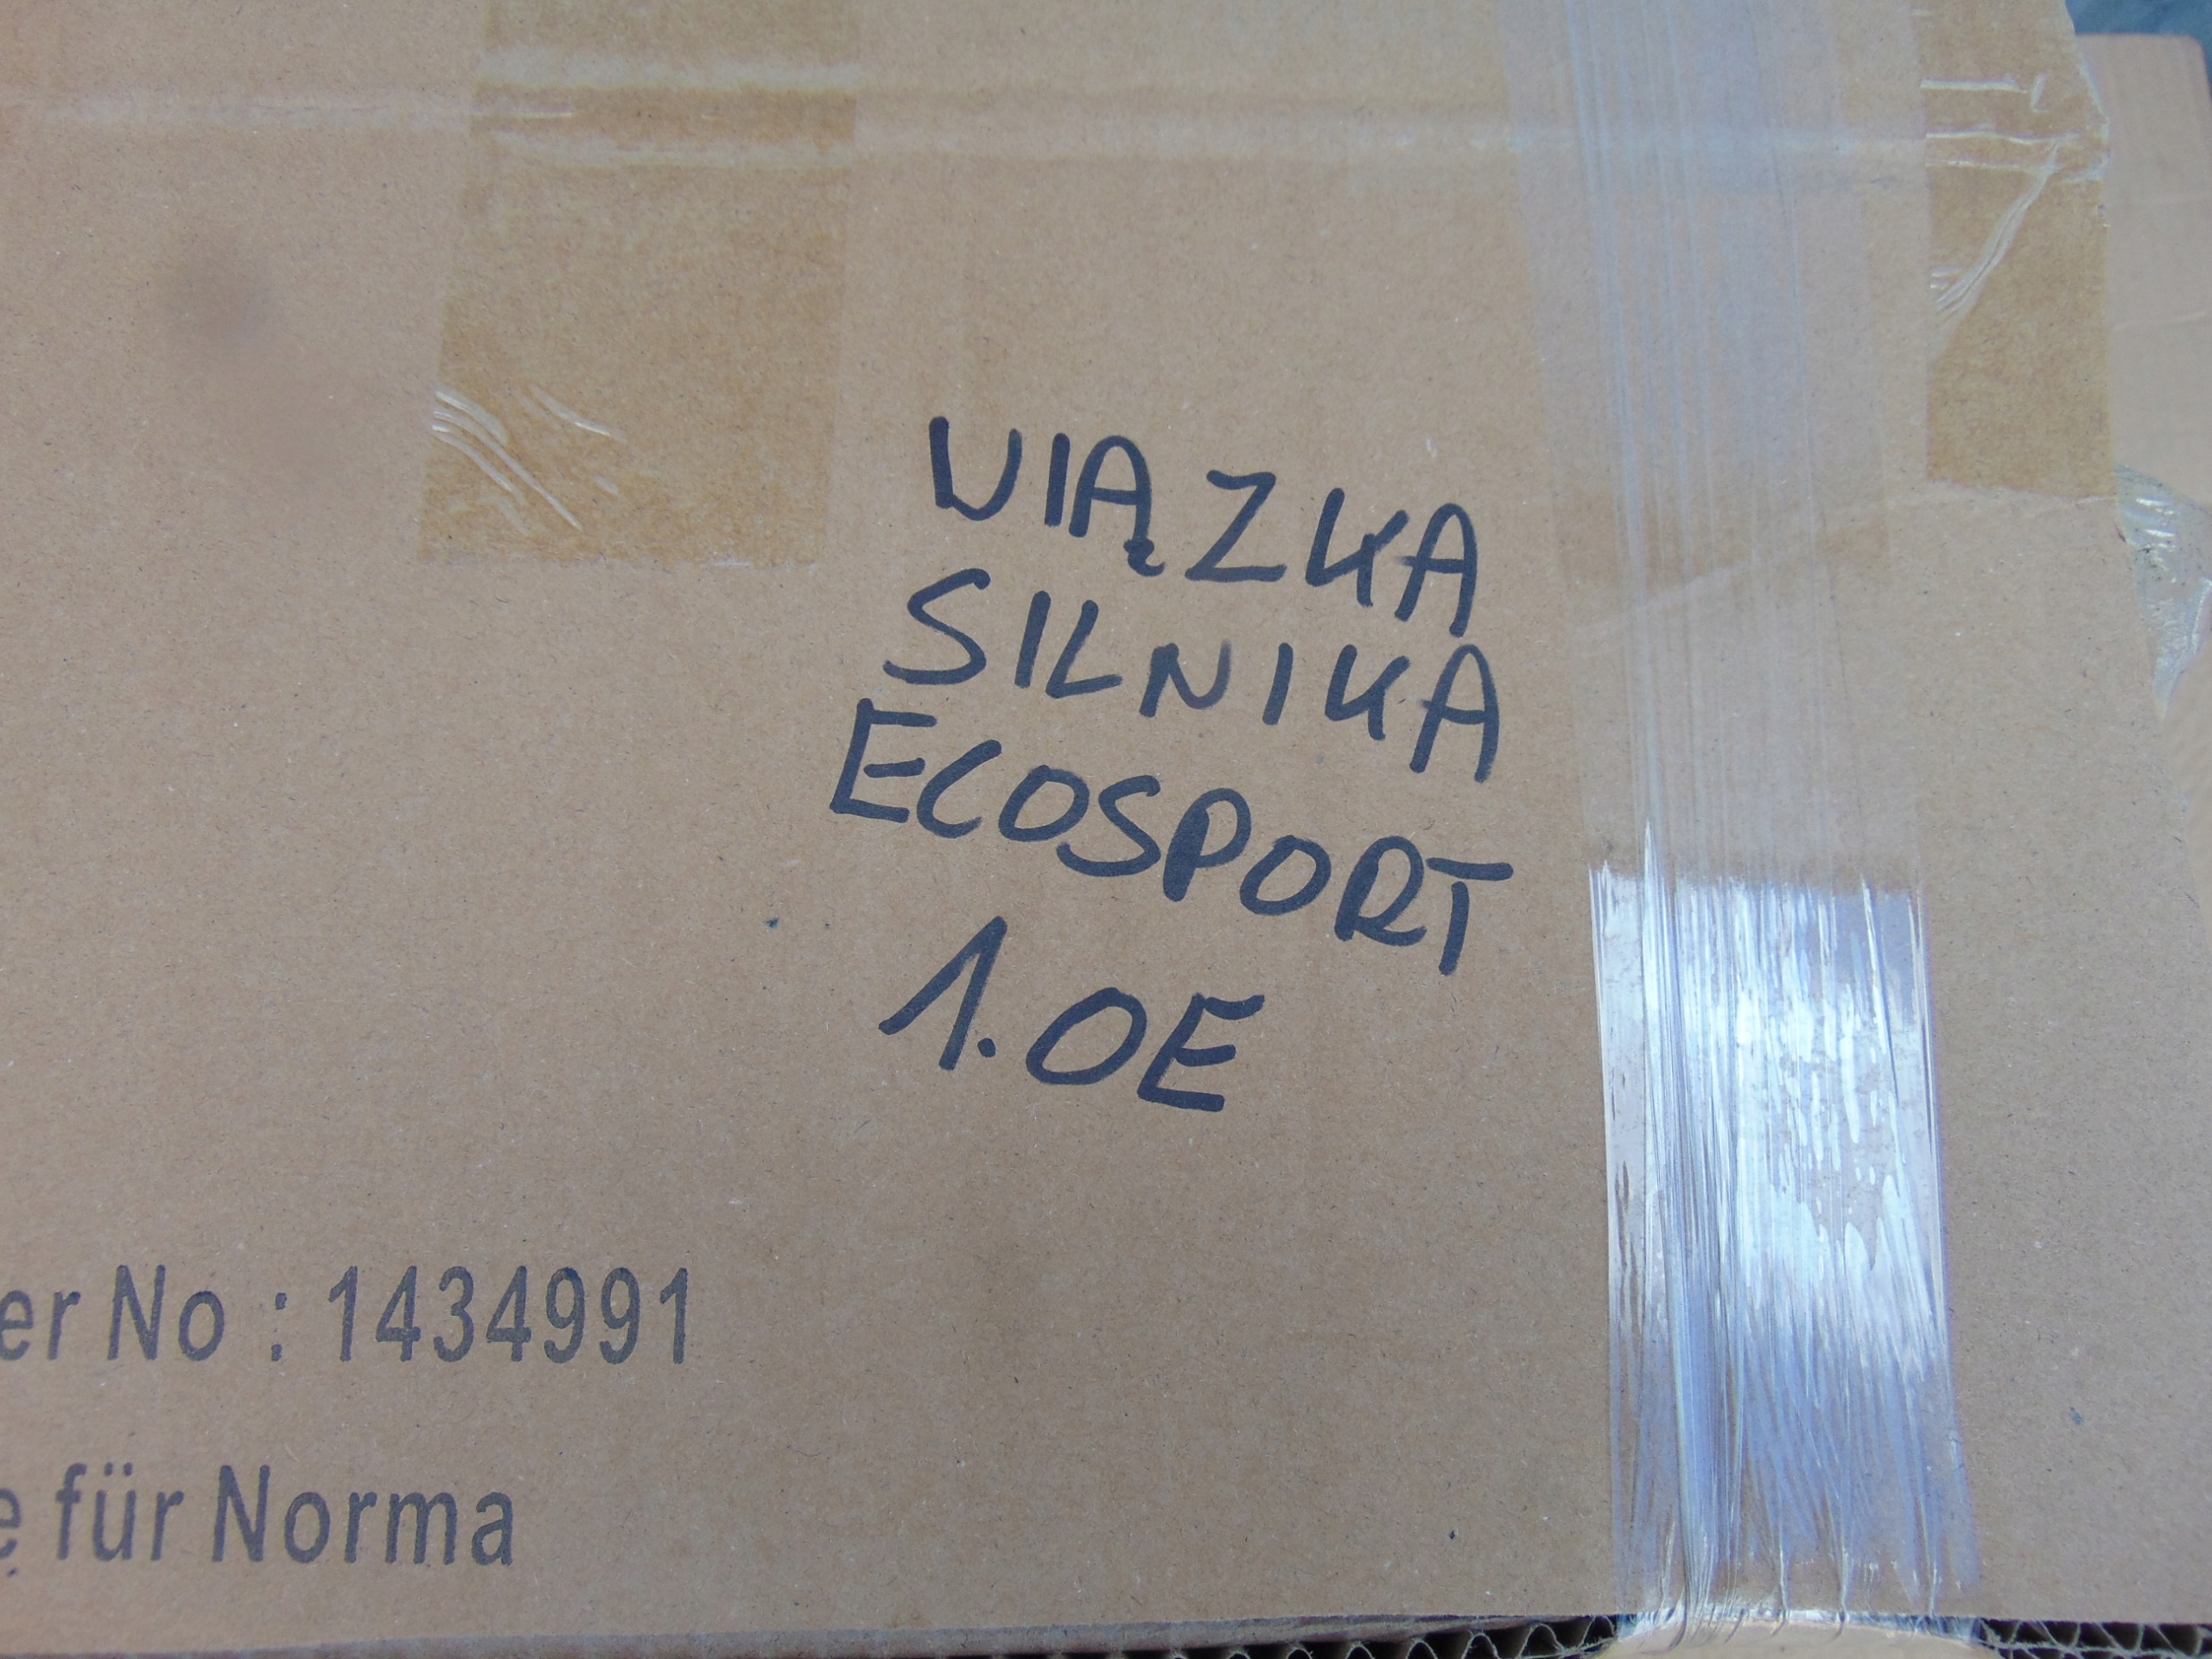 WIĄZKA
SILNIKA
ECOSPORT
1.0E
er No : 1434991
e für Norma